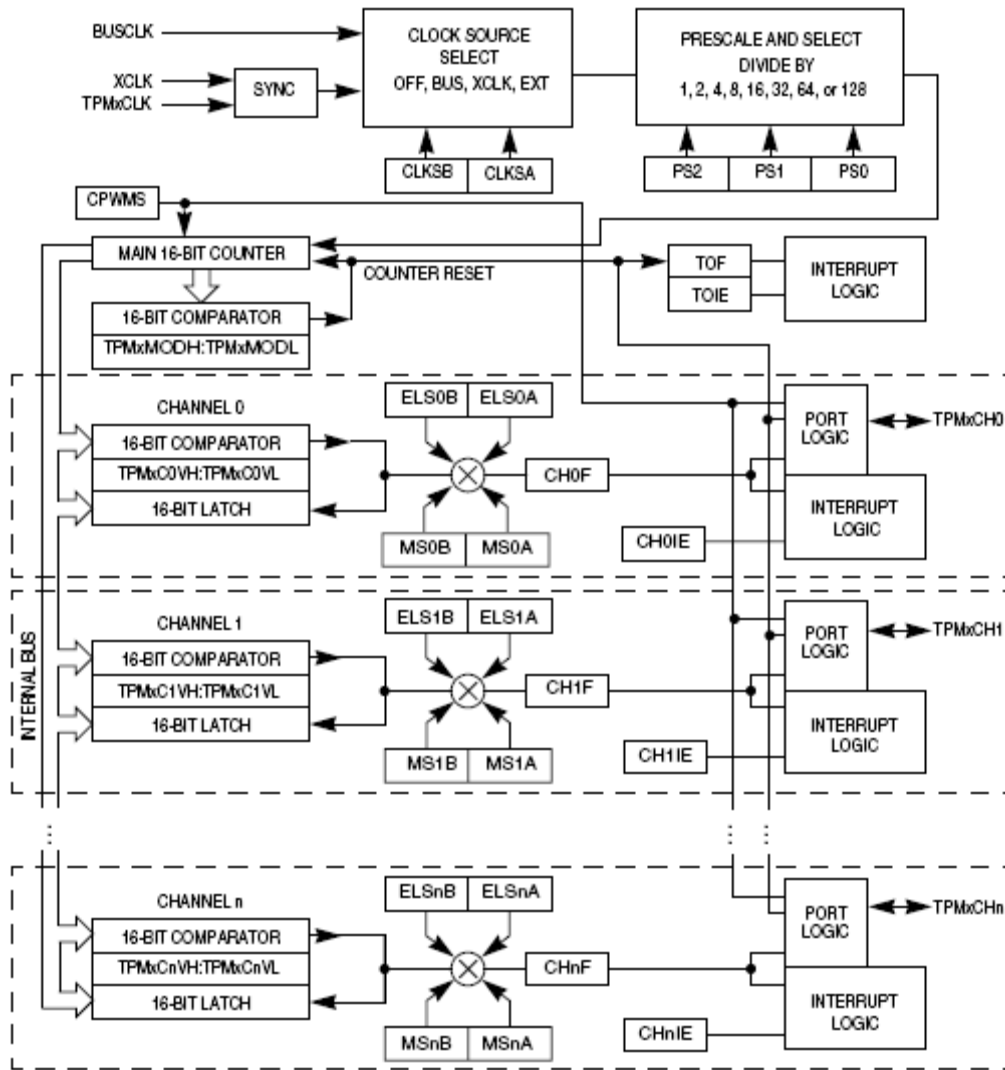 BUSCLK
XCLK
TPMxCLK
SYNC
CLOCK SOURCE
SELECT
OFF, BUS, XCLK, EXT
PRESCALE AND SELECT
DIVIDE BY
1, 2, 4, 8, 16, 32, 64, or 128
CLKSB
CLKSA
PS2
PS1
PS0
CPWMS
MAIN 16-BIT COUNTER
COUNTER RESET
TOF
TOIE
INTERRUPT
LOGIC
16-BIT COMPARATOR
TPMxMODH:TPMxMODL
INTERNAL BUS
CHANNEL 0
16-BIT COMPARATOR
TPMxC0VH:TPMxC0VL
16-BIT LATCH
ELS0B
ELS0A
MS0B
MS0A
CH0F
CH0IE
PORT
LOGIC
INTERRUPT
LOGIC
TPMxCH0
CHANNEL 1
16-BIT COMPARATOR
TPMxC1VH:TPMxC1VL
16-BIT LATCH
ELS1B
ELS1A
MS1B
MS1A
CH1F
CH1IE
PORT
LOGIC
INTERRUPT
LOGIC
TPMxCH1
...
... ...
CHANNEL n
16-BIT COMPARATOR
TPMxCnVH:TPMxCnVL
16-BIT LATCH
ELSnB
ELSnA
MSnB
MSnA
CHnF
CHnIE
PORT
LOGIC
INTERRUPT
LOGIC
TPMxCHn